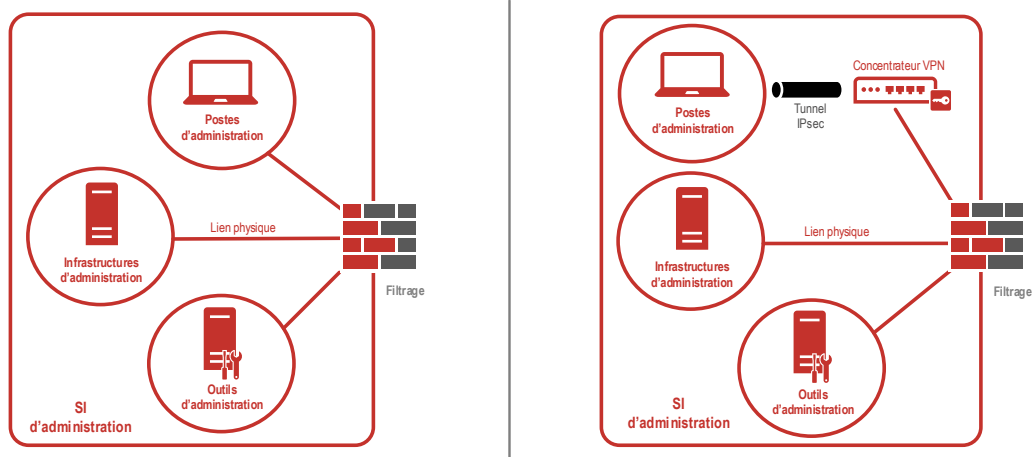 Postes
d'administration
Lien physique
Infrastructures
d'administration
Filtrage
Outils
d'administration
SI
d'administration
Concentrateur VPN
Postes
d'administration
Tunnel
IPsec
Lien physique
Infrastructures
d'administration
Filtrage
Outils
d'administration
SI
d'administration